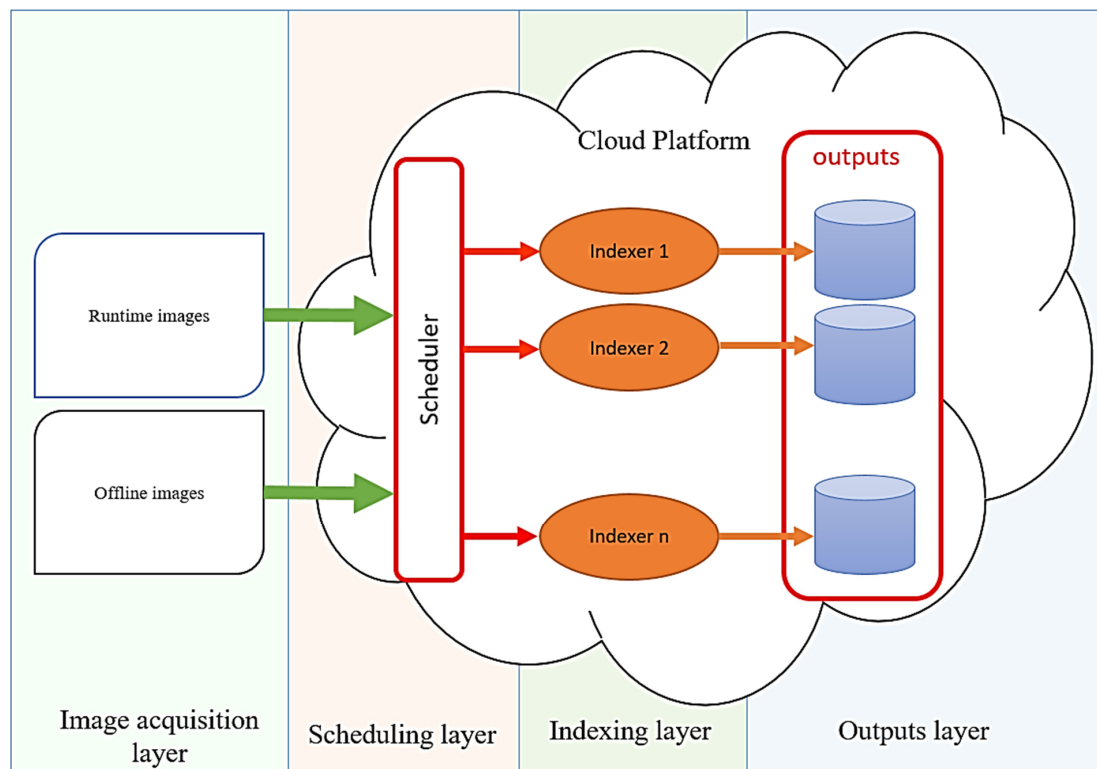 Cloud Platform
outputs
Runtime images
Offline images
Scheduler
Indexer 1
Indexer 2
Indexer n
Image acquisition
layer
Scheduling layer
Indexing layer
Outputs layer